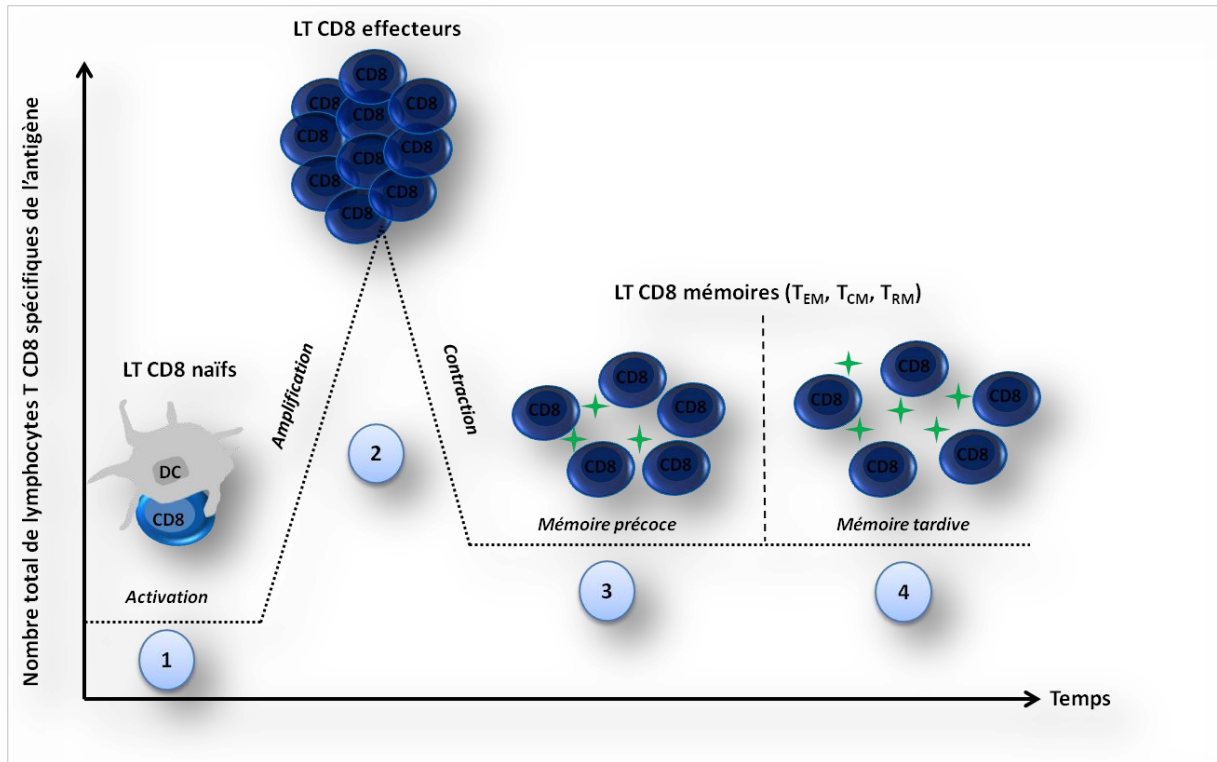 LT CD8 effecteurs
CD8
CD8
CD8
CD8
CD8
CD8
CD8
CD8
CD8
CD8
Nombre total de lymphocytes T CD8 spécifiques de l'antigène
LT CD8 mémoires (TEM, TCM, TRM)
LT CD8 naïfs
Amplification
Contraction
DC
CD8
2
CD8
CD8
CD8
CD8
CD8
CD8
CD8
CD8
CD8
CD8
Mémoire précoce
Mémoire tardive
Activation
3
4
1
Temps